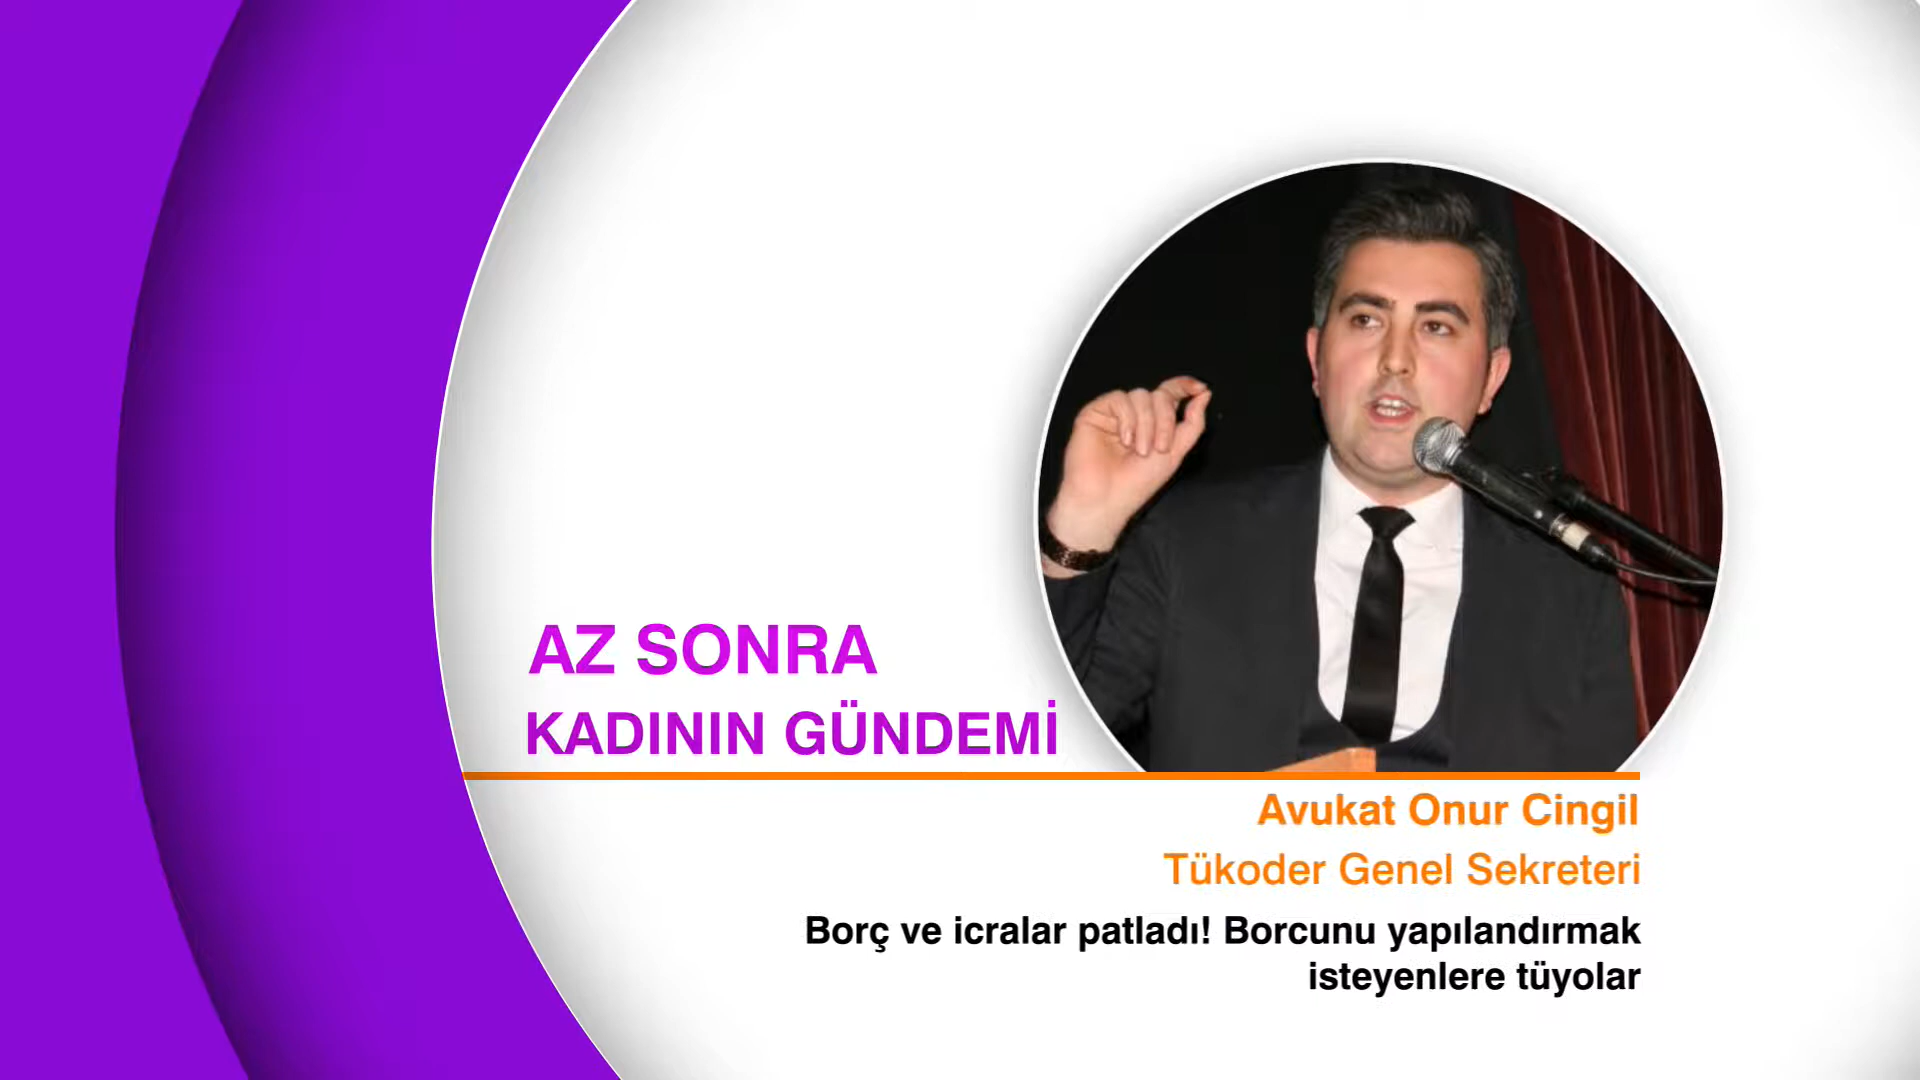 AZ SONRA
KADININ GÜNDEMİ
Avukat Onur Cingil
Tükoder Genel Sekreteri
Borç ve icralar patladı! Borcunu yapılandırmak
isteyenlere tüyolar